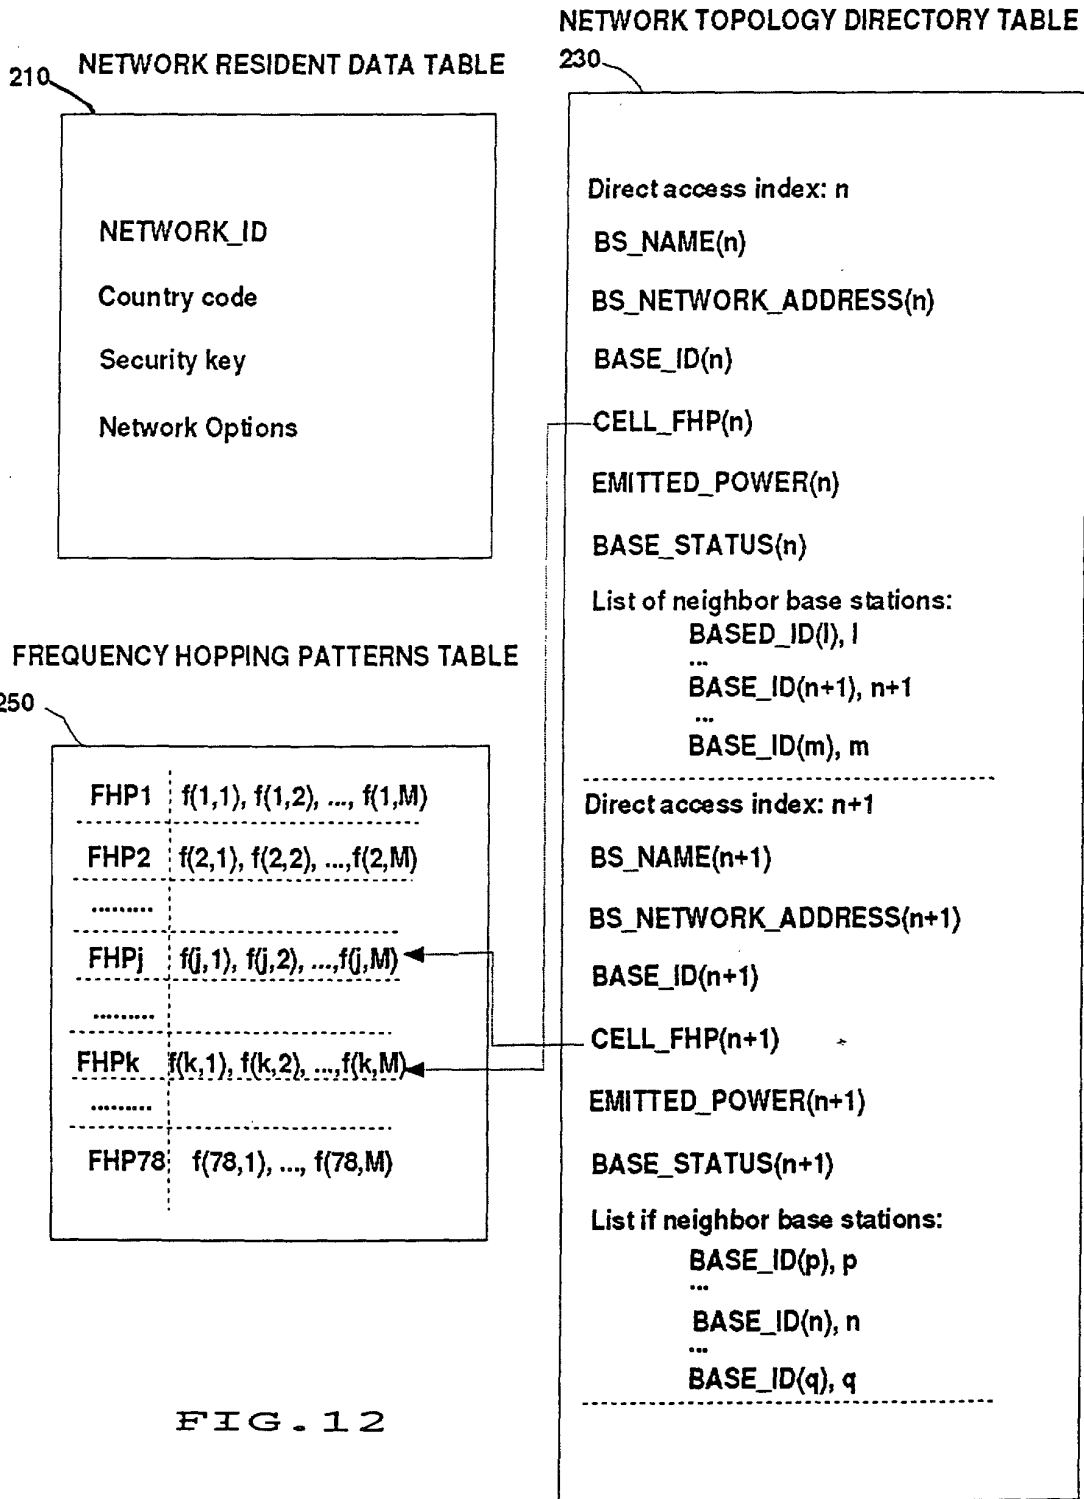 NETWORK TOPOLOGY DIRECTORY TABLE
230
210
NETWORK RESIDENT DATA TABLE
NETWORK_ID
Country code
Security key
Network Options
Direct access index: n
BS_NAME(n)
BS_NETWORK_ADDRESS(n)
BASE_ID(n)
CELL_FHP(n)
EMITTED_POWER(n)
BASE_STATUS(n)
List of neighbor base stations:
BASED_ID(l), l
...
BASE_ID(n+1), n+1
...
BASE_ID(m), m
Direct access index: n+1
BS_NAME(n+1)
BS_NETWORK_ADDRESS(n+1)
BASE_ID(n+1)
CELL_FHP(n+1)
EMITTED_POWER(n+1)
BASE_STATUS(n+1)
List if neighbor base stations:
BASE_ID(p), p
...
BASE_ID(n), n
...
BASE_ID(q), q
FREQUENCY HOPPING PATTERNS TABLE
250
FHP1 f(1,1), f(1,2), ..., f(1,M)
FHP2 f(2,1), f(2,2), ...,f(2,M)
.........
FHPj f(j,1), f(j,2), ...,f(j,M)
.........
FHPk f(k,1), f(k,2), ...,f(k,M)
.........
FHP78 f(78,1), ..., f(78,M)
FIG.12